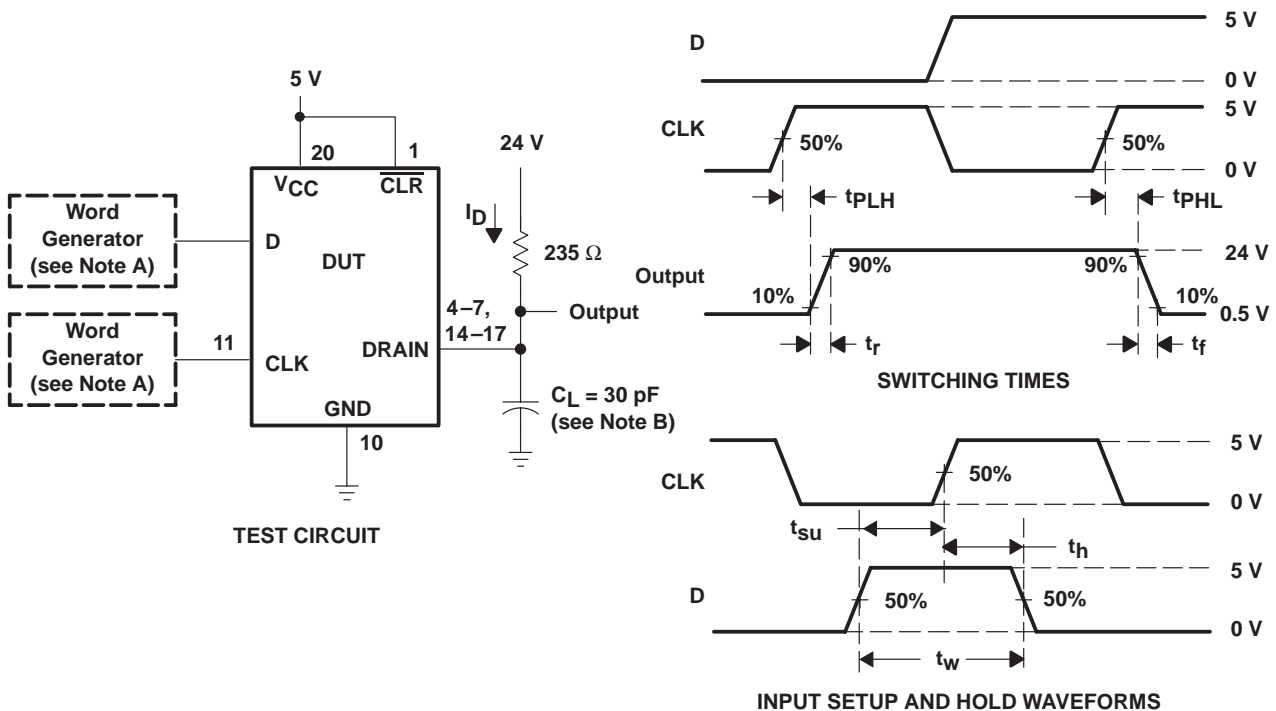 5 V
20
1
VCC
CLR
Word
Generator
(see Note A)
D
DUT
Word
Generator
(see Note A)
11
CLK
DRAIN
GND
10
4–7,
14–17
24 V
ID
235 Ω
Output
CL = 30 pF
(see Note B)
TEST CIRCUIT
D
5 V
0 V
CLK
50%
50%
5 V
0 V
tPLH
tPHL
Output
10%
90%
90%
10%
24 V
0.5 V
tr
tf
SWITCHING TIMES
CLK
50%
5 V
0 V
tsu
th
D
50%
50%
5 V
0 V
tw
INPUT SETUP AND HOLD WAVEFORMS